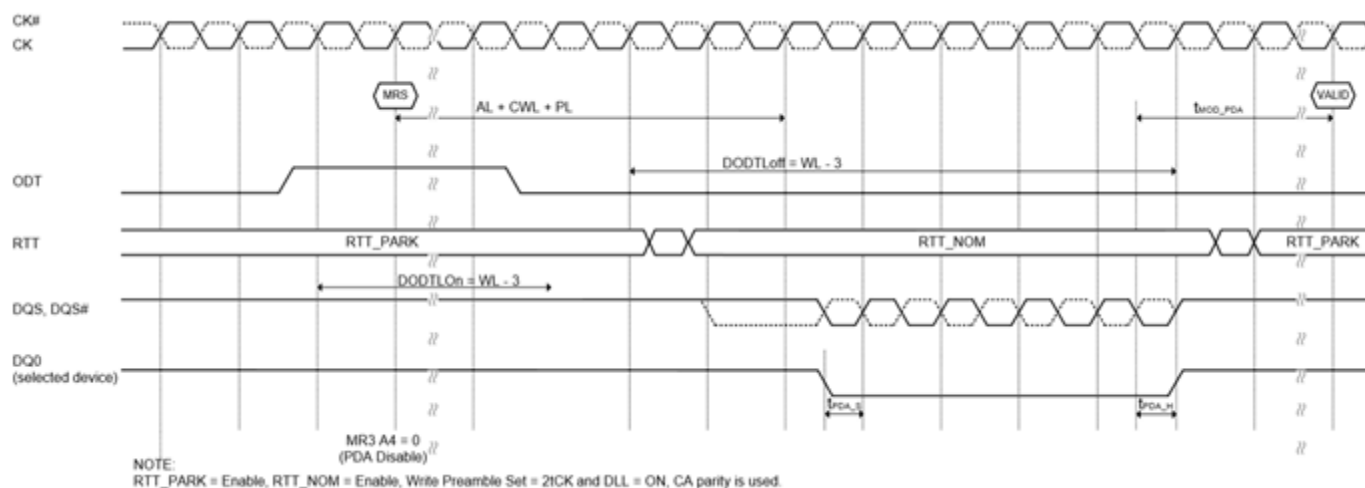 CK#
CK
MRS
VALID
AL + CWL + PL
tMOD_PDA
DODTLoff = WL - 3
ODT
RTT
RTT_PARK
RTT_NOM
RTT_PARK
DODTLOn = WL - 3
DQS, DQS#
DQ0
(selected device)
tPDA_S
tPDA_H
MR3 A4 = 0
(PDA Disable)
NOTE:
RTT_PARK = Enable, RTT_NOM = Enable, Write Preamble Set = 2tCK and DLL = ON, CA parity is used.